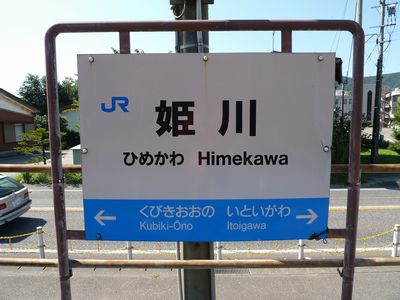 JR 姫川
ひめかわ Himekawa
くびきおおの いといがわ
Kubiki-Ōno Itoigawa